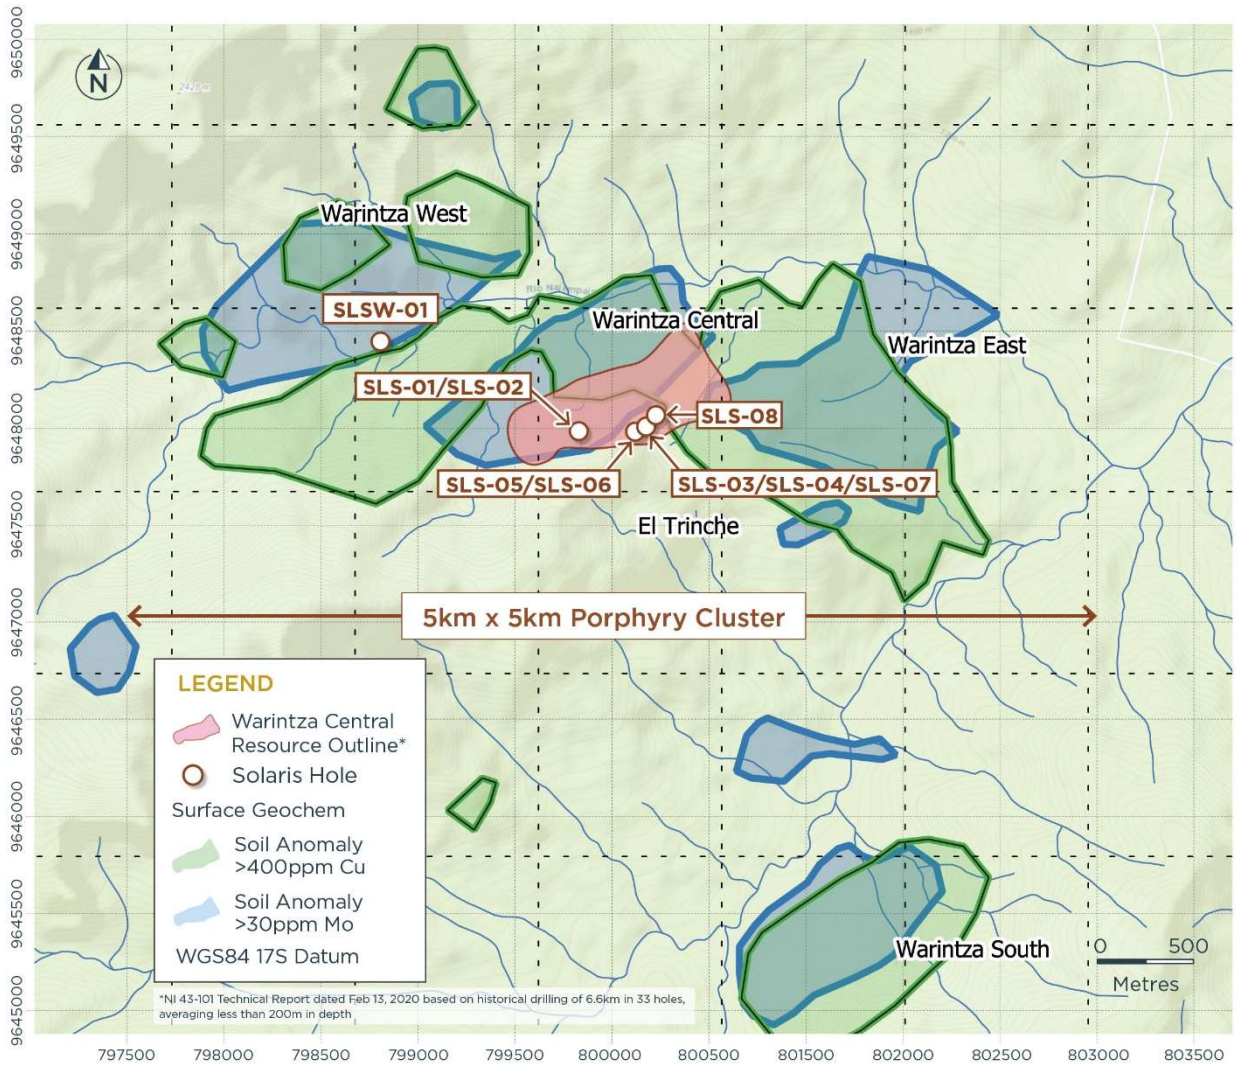 9650000
9649500
9649000
9648500
9648000
9647500
9647000
9646500
9646000
9645500
9645000
N
2428 m
Warintza West
SLSW-01
Warintza Central
Warintza East
SLS-01/SLS-02
SLS-08
SLS-05/SLS-06
SLS-03/SLS-04/SLS-07
El Trinche
5km x 5km Porphyry Cluster
LEGEND
Warintza Central
Resource Outline*
Solaris Hole
Surface Geochem
Soil Anomaly
>400ppm Cu
Soil Anomaly
>30ppm Mo
WGS84 17S Datum
*NI 43-101 Technical Report dated Feb 13, 2020 based on historical drilling of 6.6km in 33 holes,
averaging less than 200m in depth
Warintza South
0 500
Metres
797500 798000 798500 799000 799500 800000 800500 801500 802000 802500 803000 803500